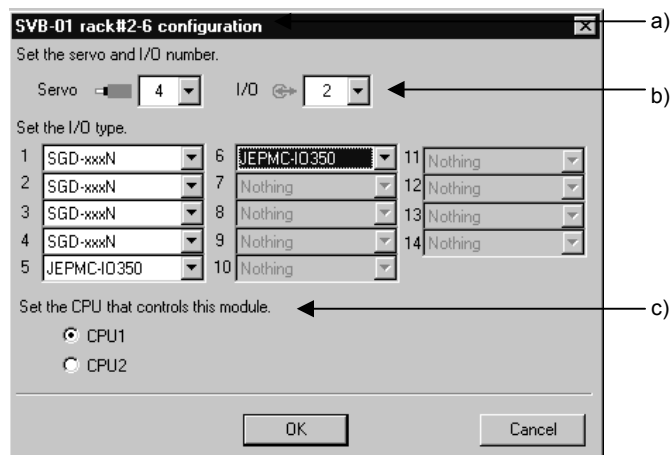 SVB-01 rack#2-6 configuration
a)
Set the servo and I/O number.
Servo 4 I/O 2
b)
Set the I/O type.
1 SGD-xxxN 6 JEPMC-IO350 11 Nothing
2 SGD-xxxN 7 Nothing 12 Nothing
3 SGD-xxxN 8 Nothing 13 Nothing
4 SGD-xxxN 9 Nothing 14 Nothing
5 JEPMC-IO350 10 Nothing
Set the CPU that controls this module.
c)
CPU1
CPU2
OK Cancel